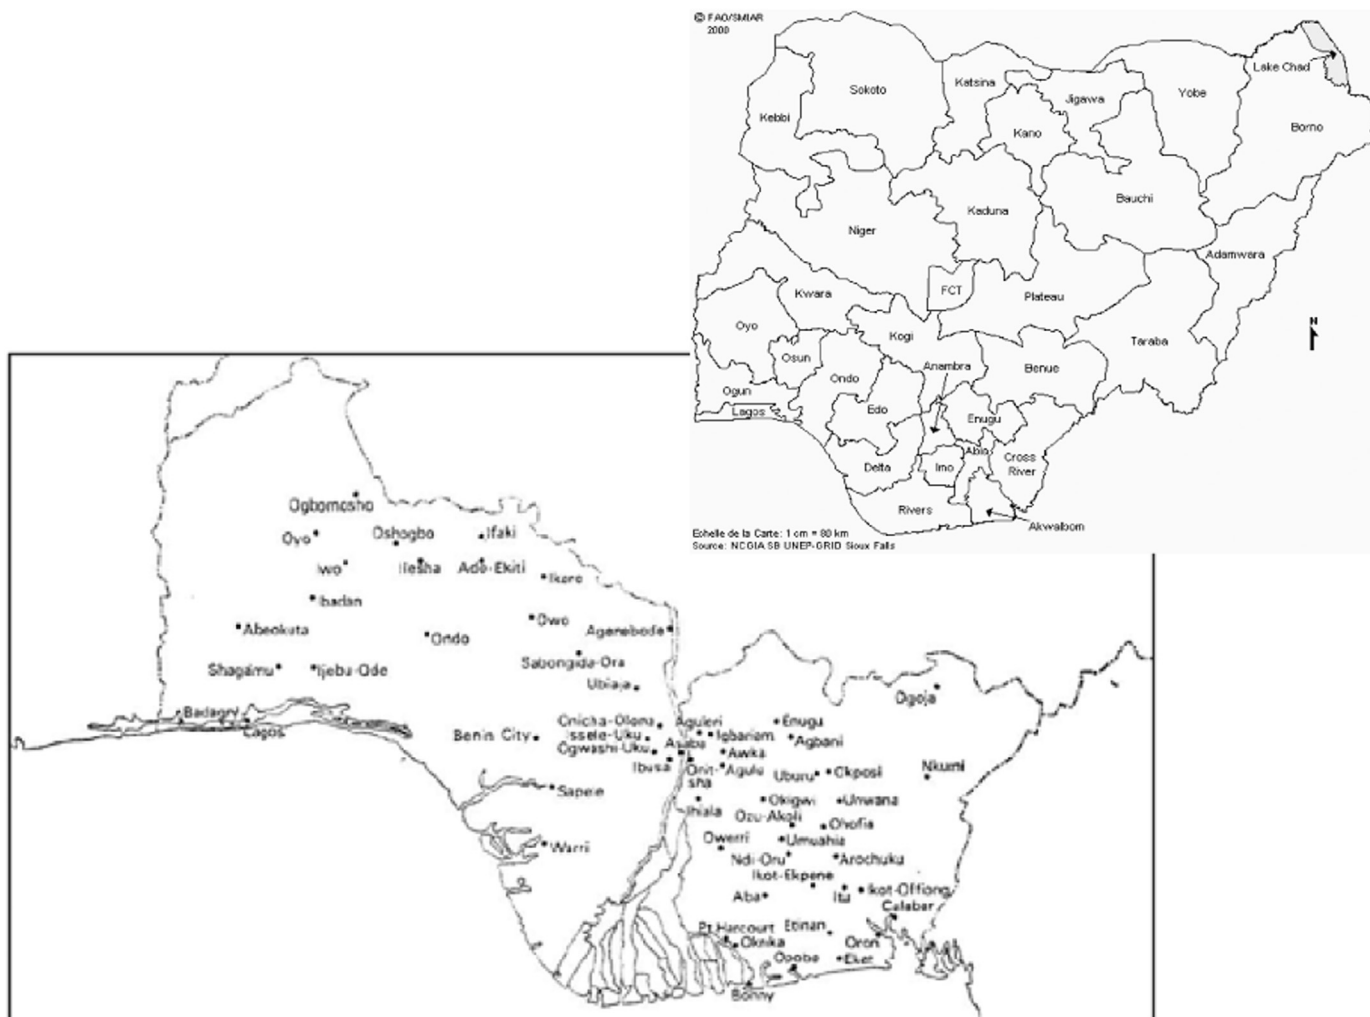 © FAO/SMIAR
2000
Lake Chad
Katsina
Sokoto
Jigawa
Yobe
Kebbi
Kano
Borno
Bauchi
Kaduna
Niger
Adamwara
FCT
Kwara
Plateau
N
Oyo
Kogi
Taraba
Osun
Anambra
Benue
Ondo
Ogun
Edo
Lagos
Enugu
Abia
Delta
Imo
Cross
River
Rivers
Akwaibom
Echelle de la Carte: 1 cm = 80 km
Source: NCGIA SB UNEP-GRID Sioux Falls
Ogbomosho
Oyo
Oshogbo
Ifaki
Iwo
Ilesha
Ado-Ekiti
Ikare
Ibadan
Owo
Abeokuta
Ondo
Agenebode
Shagamu
Ijebu-Ode
Sabongida-Ora
Ubiaja
Ogoja
Badagry
Lagos
Benin City
Onicha-Olona
Issele-Uku
Ogwashi-Uku
Ibusa
Asaba
Aguleri
Igbariam
Enugu
Agbani
Awka
Onit-
sha
Agulu
Uburu
Okposi
Nkumi
Sapele
Ihiala
Okigwi
Unwana
Ozu-Akoli
Ohofia
Warri
Owerri
Umuahia
Ndi-Oru
Arochuku
Ikot-Ekpene
Aba
Itu
Ikot-Offiong
Calabar
Pt Harcourt
Etinan
Okrika
Oron
Opobo
Eket
Bonny